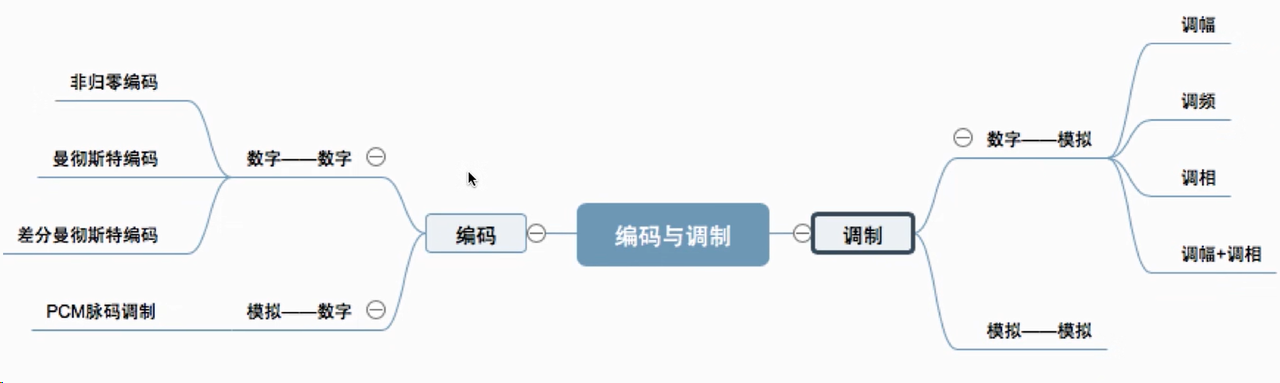 编码与调制
编码
数字——数字
非归零编码
曼彻斯特编码
差分曼彻斯特编码
模拟——数字
PCM脉码调制
调制
数字——模拟
调幅
调频
调相
调幅+调相
模拟——模拟